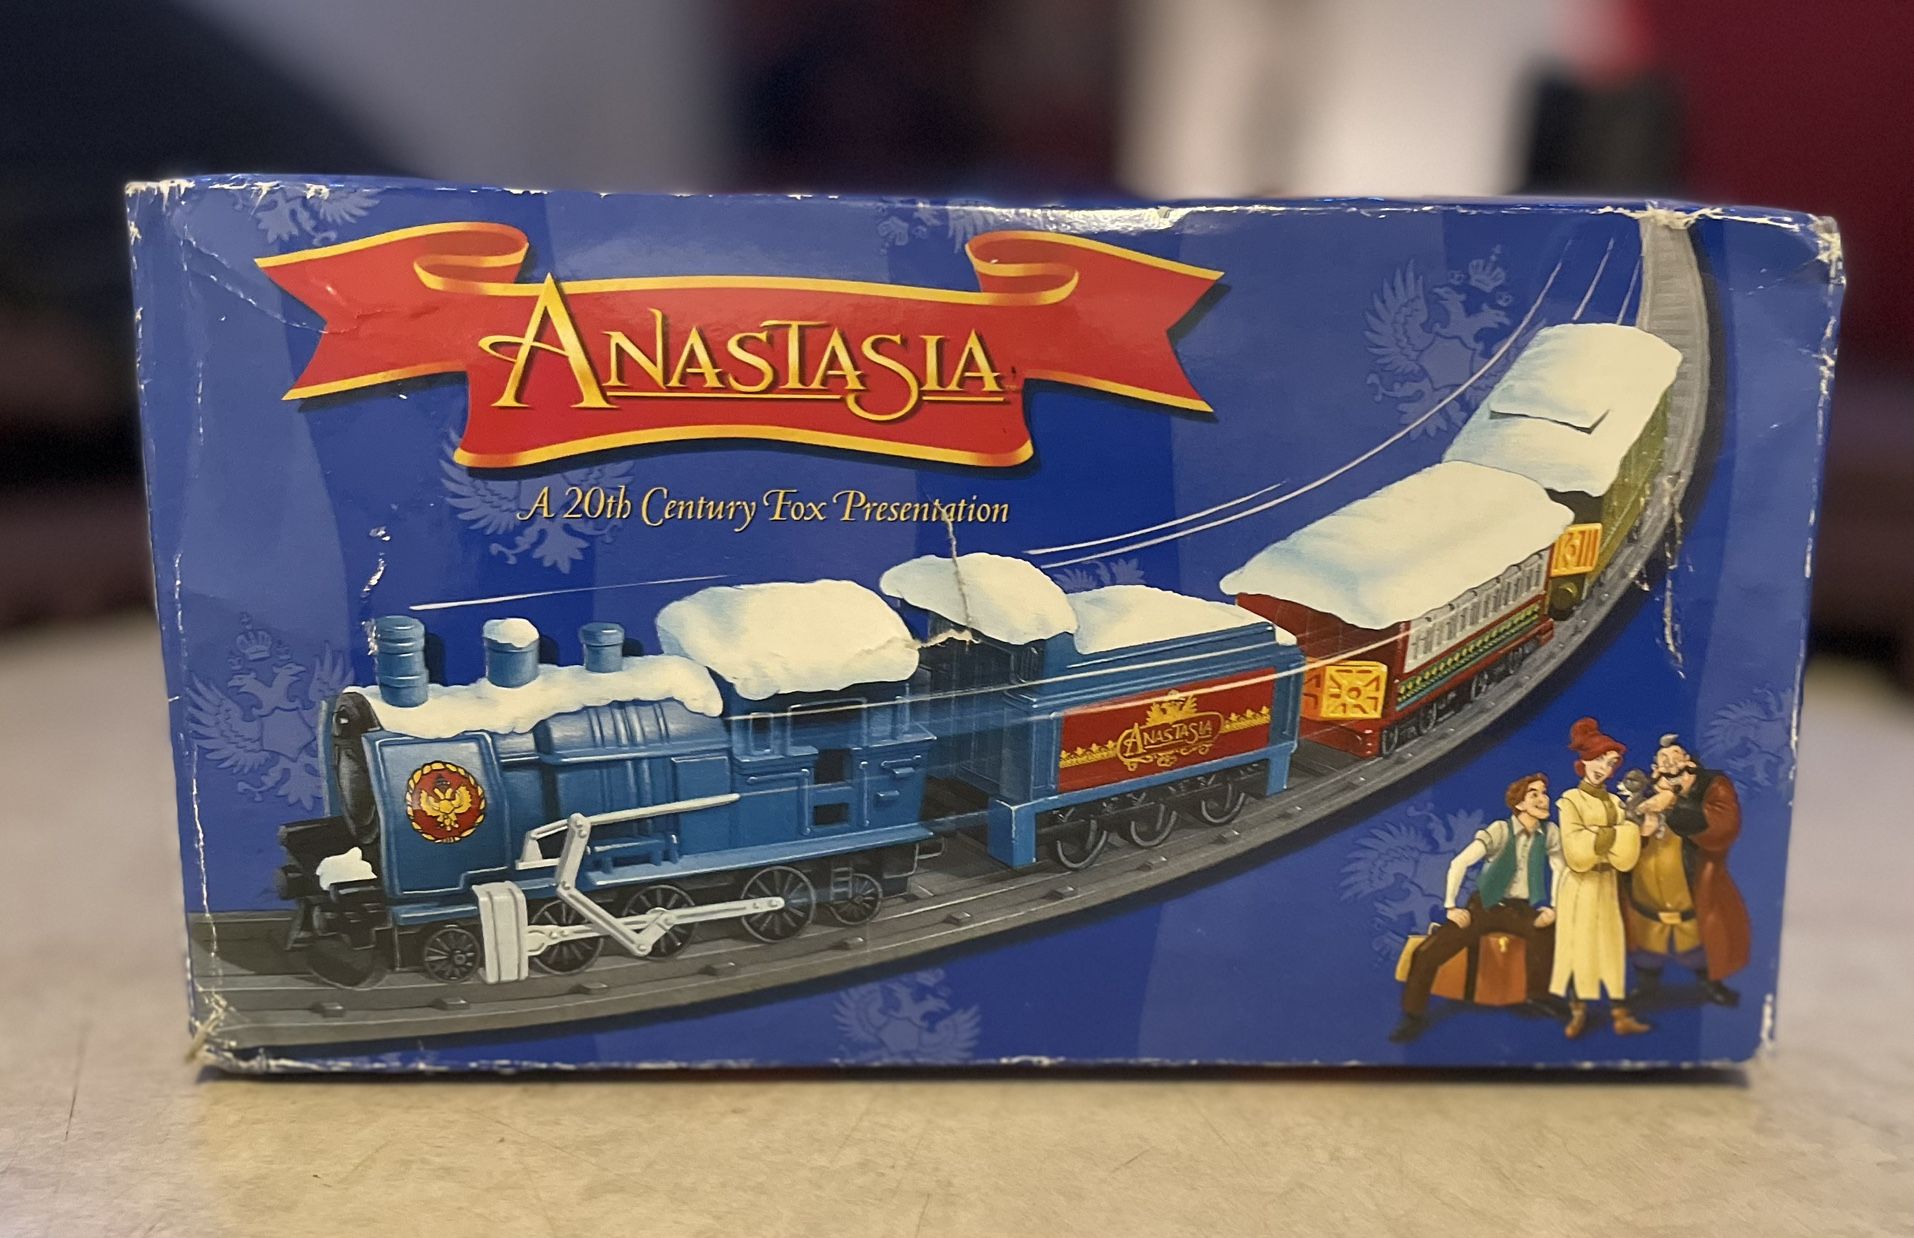 ANASTASIA
A 20th Century Fox Presentation
ANASTASIA